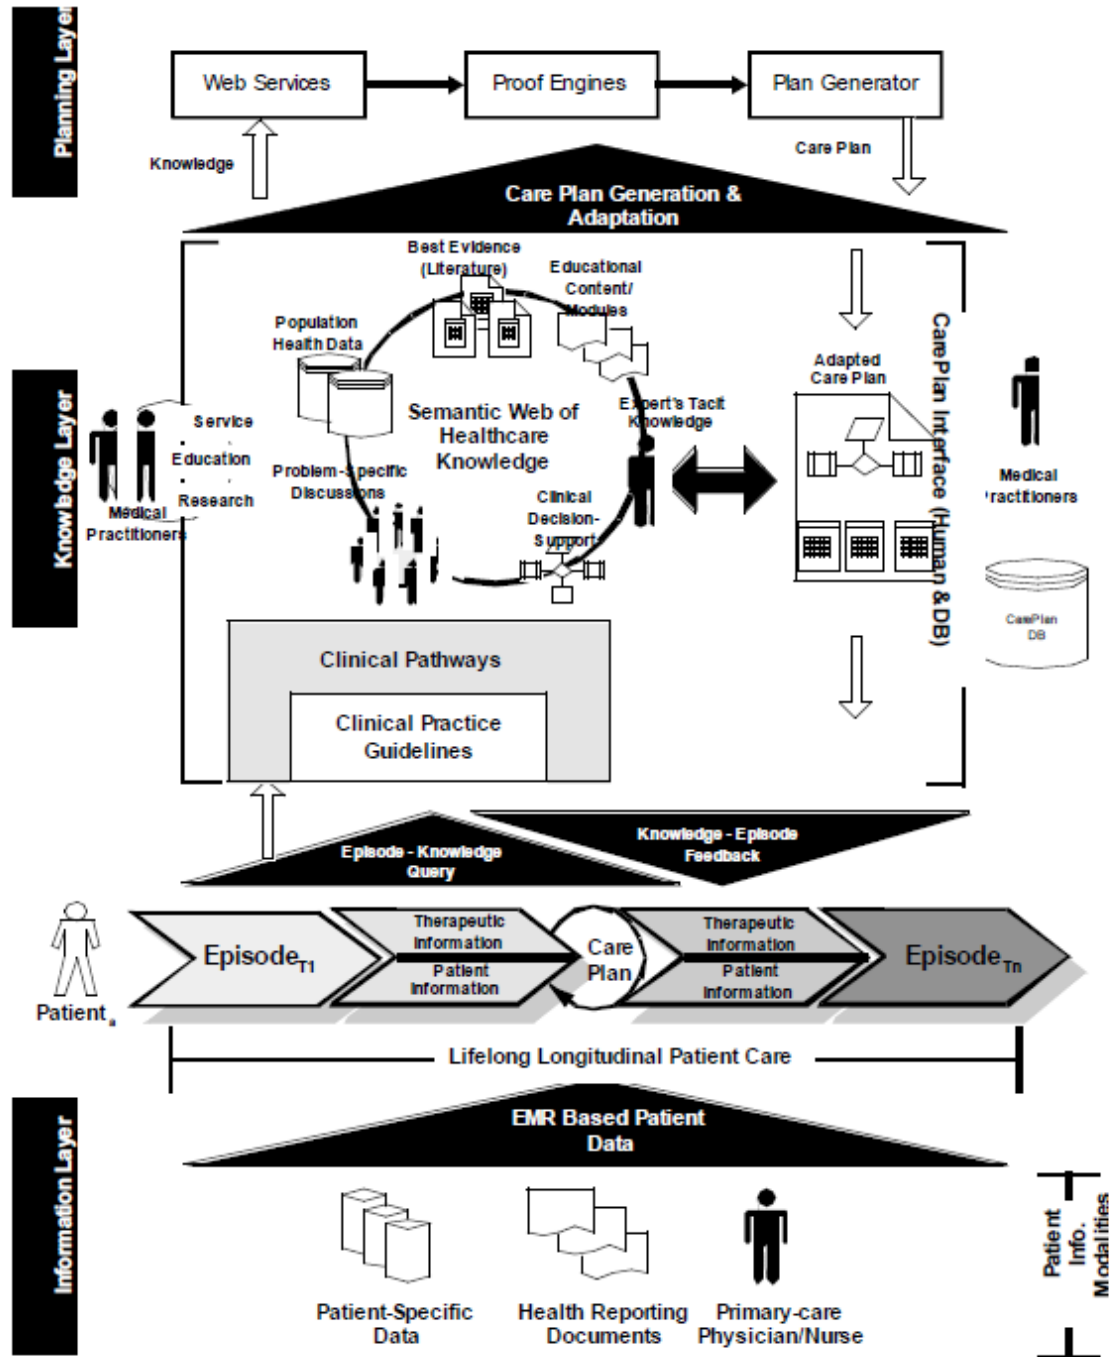 Planning Layer
Web Services
Proof Engines
Plan Generator
Knowledge
Care Plan
Care Plan Generation &
Adaptation
Best Evidence
(Literature)
Educational
Content/
Modules
Population
Health Data
Knowledge Layer
Service
Education
Research
Medical
Practitioners
Semantic Web of
Healthcare
Knowledge
Expert's Tacit
Knowledge
Problem-Specific
Discussions
Clinical
Decision-
Support
Adapted
Care Plan
CarePlan Interface (Human & DB)
Medical
Practitioners
CarePlan
DB
Clinical Pathways
Clinical Practice
Guidelines
Episode - Knowledge
Query
Knowledge - Episode
Feedback
Patient a
Episode T1
Therapeutic
Information
Patient
Information
Care
Plan
Therapeutic
Information
Patient
Information
Episode Tn
Lifelong Longitudinal Patient Care
Information Layer
EMR Based Patient
Data
Patient-Specific
Data
Health Reporting
Documents
Primary-care
Physician/Nurse
Patient
Info.
Modalities